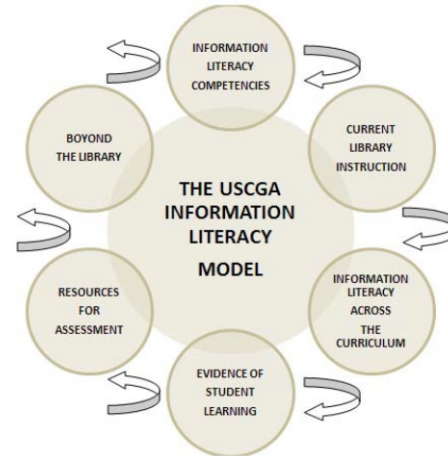 INFORMATION
LITERACY
COMPETENCIES
CURRENT
LIBRARY
INSTRUCTION
INFORMATION
LITERACY
ACROSS
THE
CURRICULUM
EVIDENCE OF
STUDENT
LEARNING
RESOURCES
FOR
ASSESSMENT
BOYOND
THE LIBRARY
THE USCGA
INFORMATION
LITERACY
MODEL